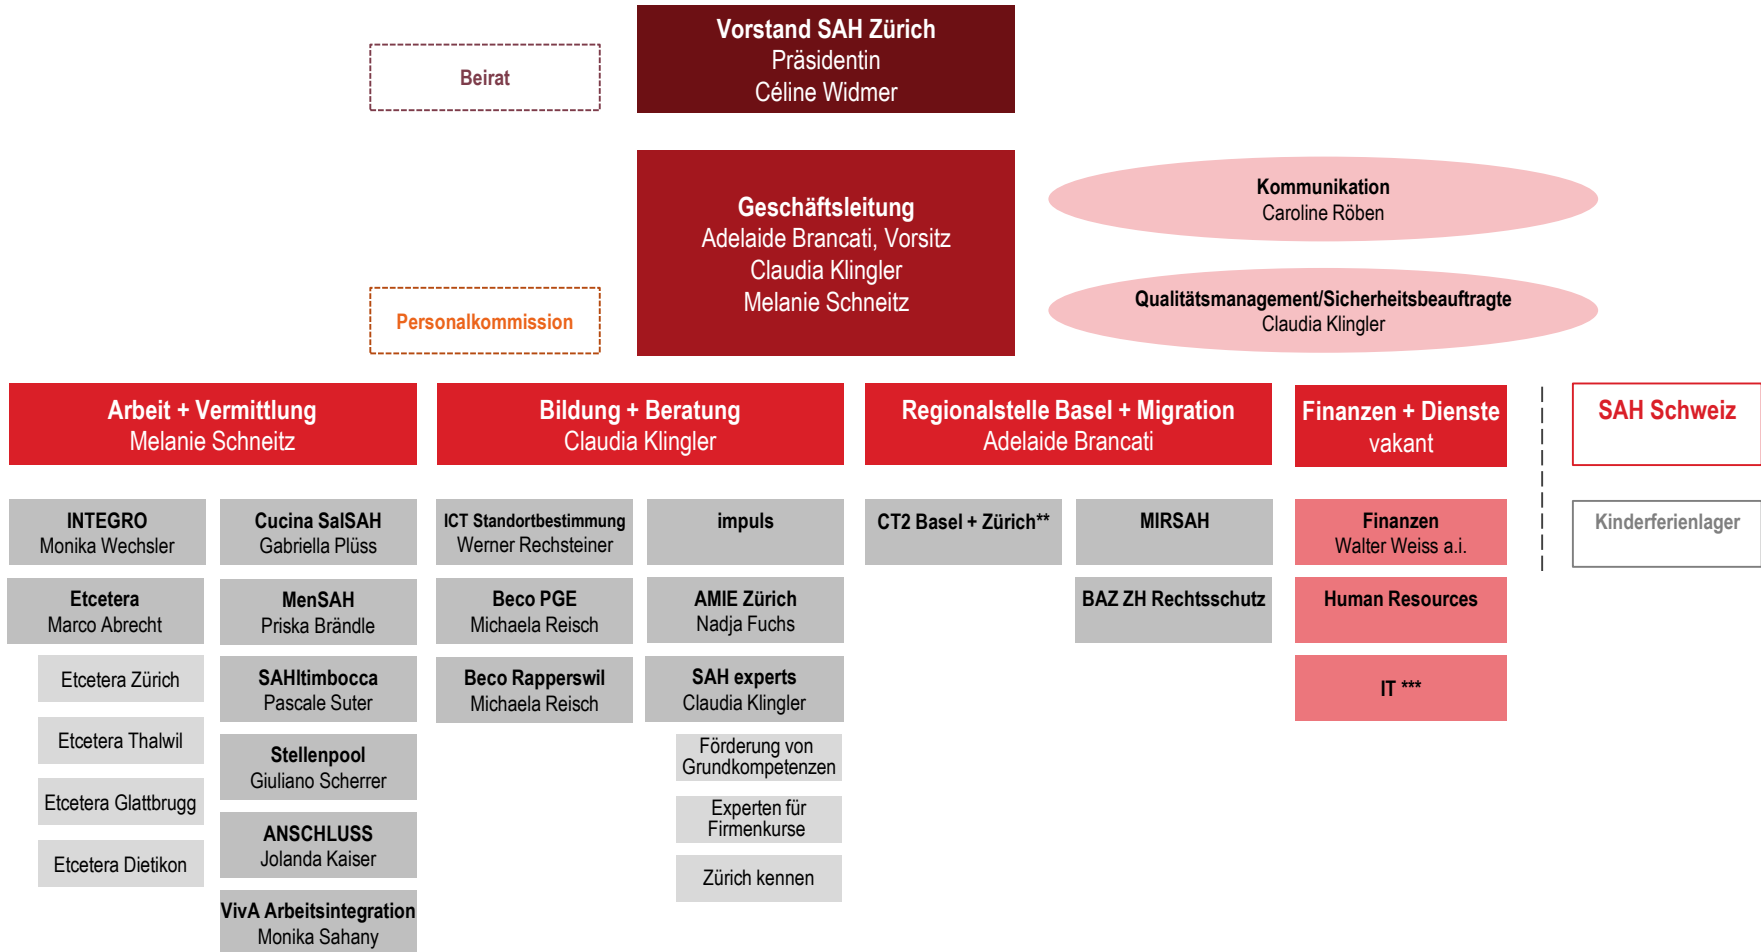 Vorstand SAH Zürich
Präsidentin
Céline Widmer
Beirat
Geschäftsleitung
Adelaide Brancati, Vorsitz
Claudia Klingler
Melanie Schneitz
Kommunikation
Caroline Röben
Qualitätsmanagement/Sicherheitsbeauftragte
Claudia Klingler
Personalkommission
Arbeit + Vermittlung
Melanie Schneitz
Bildung + Beratung
Claudia Klingler
Regionalstelle Basel + Migration
Adelaide Brancati
Finanzen + Dienste
vakant
SAH Schweiz
INTEGRO
Monika Wechsler
Etcetera
Marco Abrecht
Etcetera Zürich
Etcetera Thalwil
Etcetera Glattbrugg
Etcetera Dietikon
Cucina SalSAH
Gabriella Plüss
MenSAH
Priska Brändle
SAHltimbocca
Pascale Suter
Stellenpool
Giuliano Scherrer
ANSCHLUSS
Jolanda Kaiser
VivA Arbeitsintegration
Monika Sahany
ICT Standortbestimmung
Werner Rechsteiner
Beco PGE
Michaela Reisch
Beco Rapperswil
Michaela Reisch
impuls
AMIE Zürich
Nadja Fuchs
SAH experts
Claudia Klingler
Förderung von
Grundkompetenzen
Experten für
Firmenkurse
Zürich kennen
CT2 Basel + Zürich**
MIRSAH
BAZ ZH Rechtsschutz
Finanzen
Walter Weiss a.i.
Human Resources
IT ***
Kinderferienlager